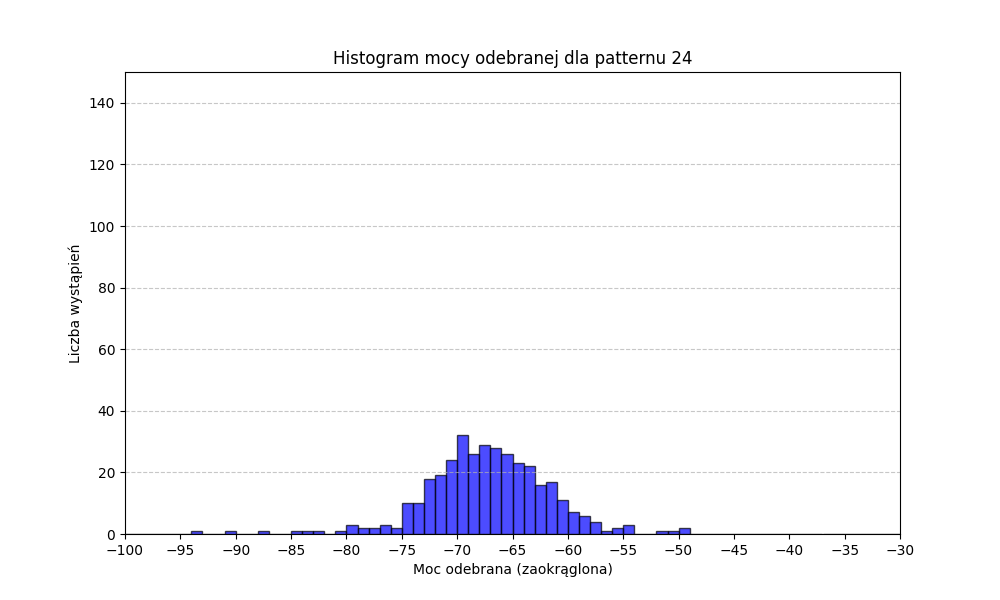 Histogram mocy odebranej dla patternu 24
140
120
100
80
60
40
20
0
Liczba wystąpień
−100 −95 −90 −85 −80 −75 −70 −65 −60 −55 −50 −45 −40 −35 −30
Moc odebrana (zaokrąglona)